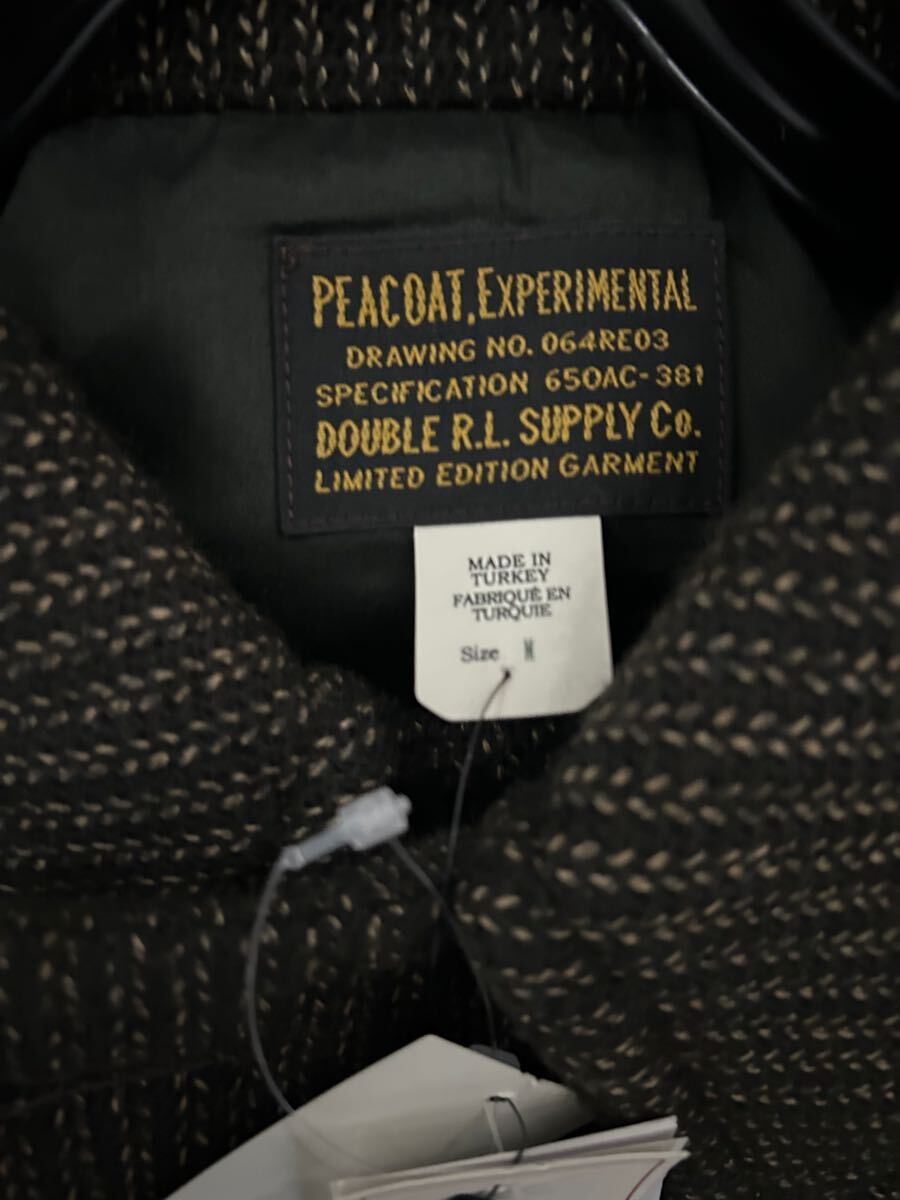 PEACOAT, EXPERIMENTAL
DRAWING NO. 064RE03
SPECIFICATION 650AC-381
DOUBLE R.L. SUPPLY CO.
LIMITED EDITION GARMENT
MADE IN
TURKEY
FABRIQUÉ EN
TURQUIE
Size M